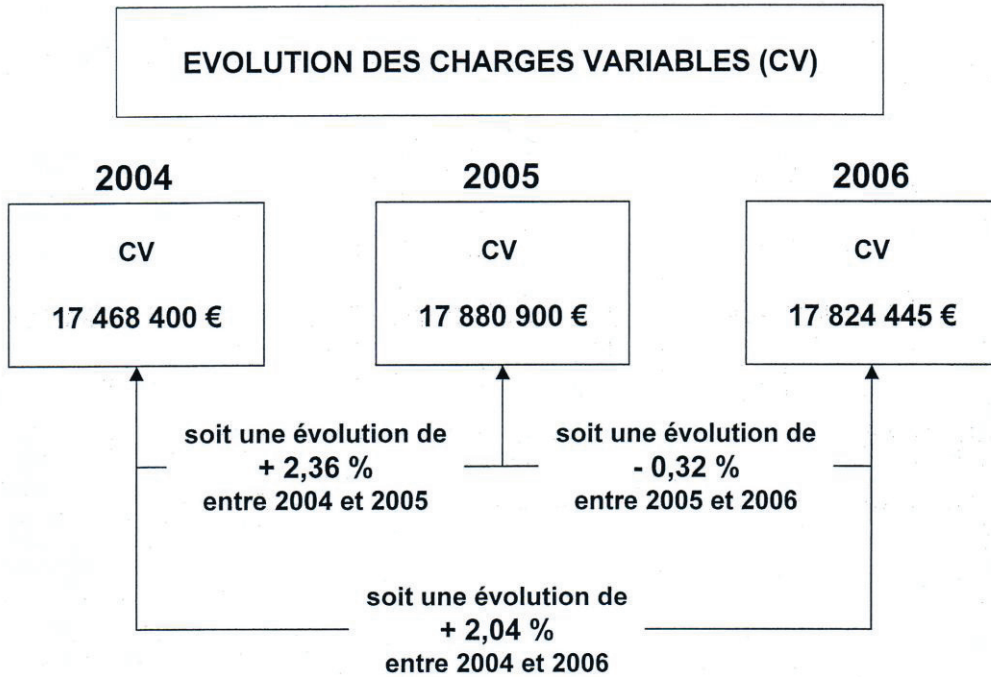 EVOLUTION DES CHARGES VARIABLES (CV)
2004
2005
2006
CV
17 468 400 €
CV
17 880 900 €
CV
17 824 445 €
soit une évolution de
+ 2,36 %
entre 2004 et 2005
soit une évolution de
- 0,32 %
entre 2005 et 2006
soit une évolution de
+ 2,04 %
entre 2004 et 2006